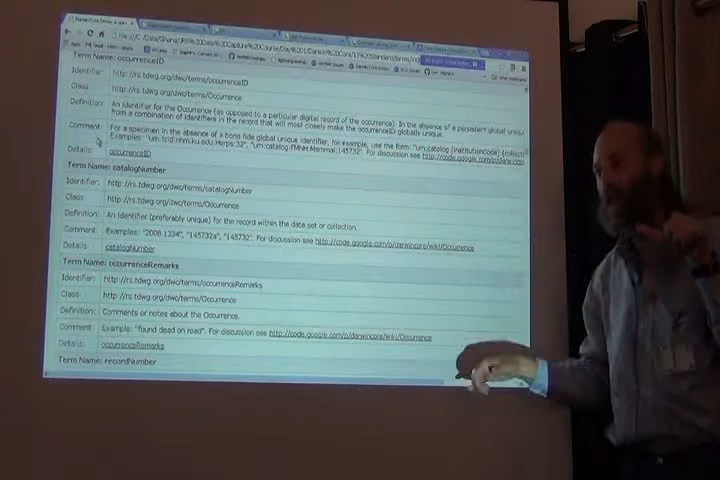 Term Name: occurrenceID
Identifier: http://rs.tdwg.org/dwc/terms/occurrenceID
Class http://rs.tdwg.org/dwc/terms/Occurrence
Definition: An identifier for the Occurrence (as opposed to a particular digital record of the occurrence). In the absence of a persistent global uniqu
from a combination of identifiers in the record that will most closely make the occurrenceID globally unique.
Comment: For a specimen in the absence of a bona fide global unique identifier, for example, use the form: "urn:catalog:[institutionCode]:[collecti
Examples: "urn:lsid:nhm.ku.edu:Herps:32", "urn:catalog:FMNH:Mammal:145732". For discussion see http://code.google.com/p/darwinc
Details: occurrenceID
Term Name: catalogNumber
Identifier: http://rs.tdwg.org/dwc/terms/catalogNumber
Class: http://rs.tdwg.org/dwc/terms/Occurrence
Definition: An identifier (preferably unique) for the record within the data set or collection.
Comment Examples: "2008.1334", "145732a", "145732". For discussion see http://code.google.com/p/darwincore/wiki/Occurrence
Details: catalogNumber
Term Name: occurrenceRemarks
Identifier: http://rs.tdwg.org/dwc/terms/occurrenceRemarks
Class: http://rs.tdwg.org/dwc/terms/Occurrence
Definition: Comments or notes about the Occurrence.
Comment: Example: "found dead on road". For discussion see http://code.google.com/p/darwincore/wiki/Occurrence
Details: occurrenceRemarks
Term Name: recordNumber